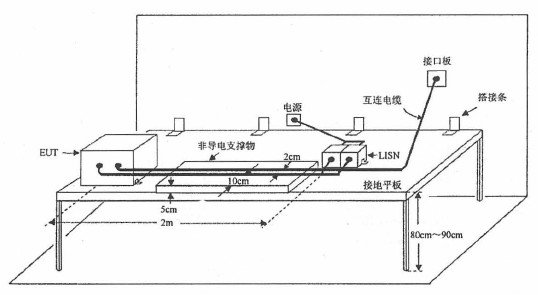 接口板
电源
互连电缆
搭接条
非导电支撑物
EUT
2cm
LISN
10cm
接地平板
5cm
2m
80cm～90cm